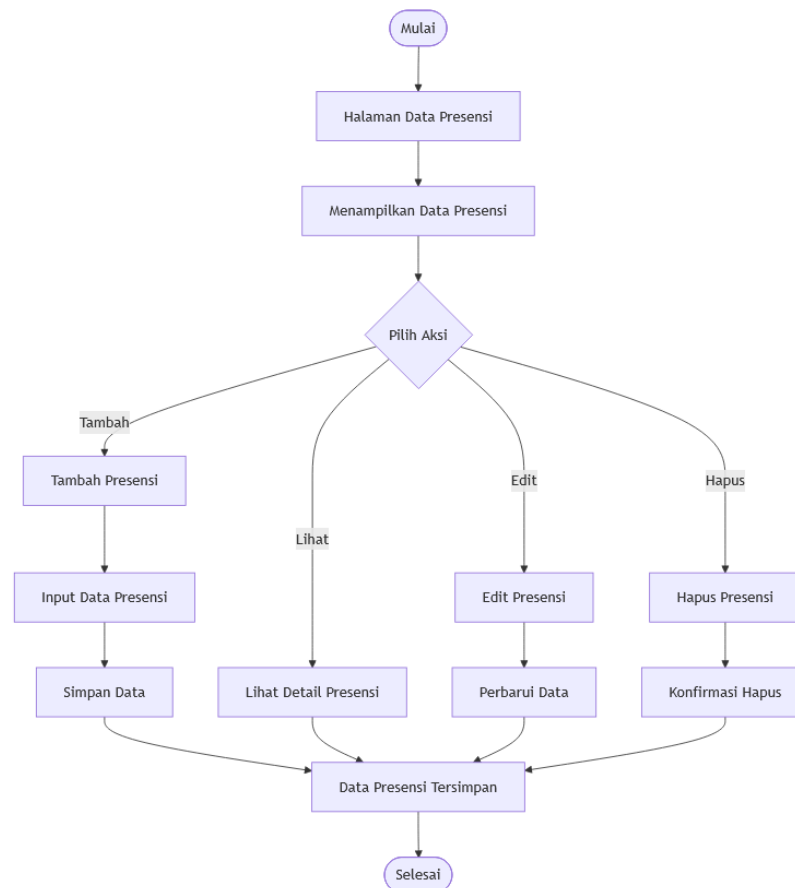 Mulai
Halaman Data Presensi
Menampilkan Data Presensi
Pilih Aksi
Tambah
Tambah Presensi
Edit
Hapus
Lihat
Input Data Presensi
Edit Presensi
Hapus Presensi
Simpan Data
Lihat Detail Presensi
Perbarui Data
Konfirmasi Hapus
Data Presensi Tersimpan
Selesai